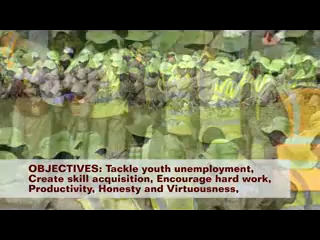 OBJECTIVES: Tackle youth unemployment,
Create skill acquisition, Encourage hard work,
Productivity, Honesty and Virtuousness,